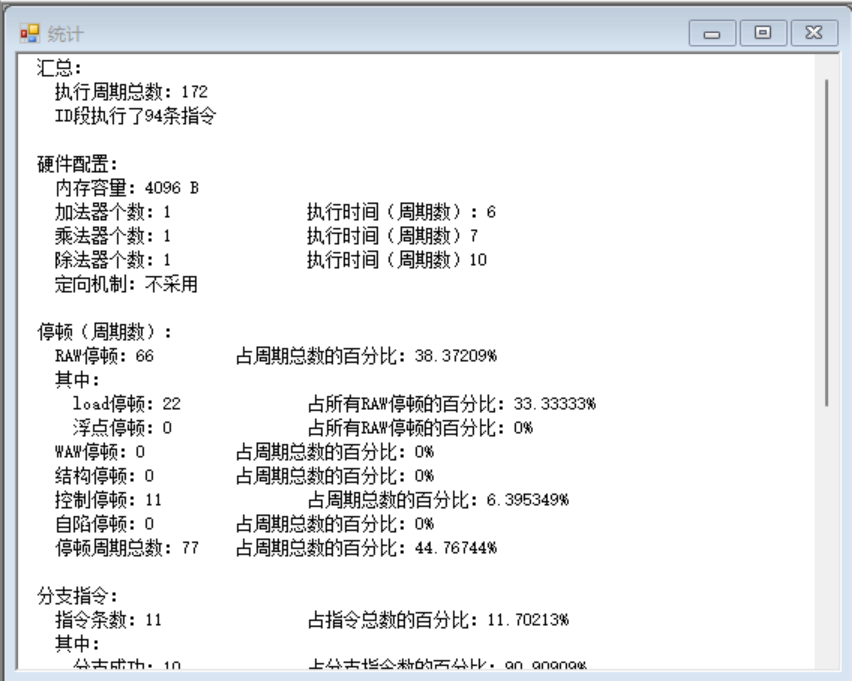 统计
汇总:
执行周期总数: 172
ID段执行了94条指令
硬件配置:
内存容量: 4096 B
加法器个数: 1 执行时间（周期数）: 6
乘法器个数: 1 执行时间（周期数）7
除法器个数: 1 执行时间（周期数）10
定向机制: 不采用
停顿（周期数）:
RAW停顿: 66 占周期总数的百分比: 38.37209%
其中:
load停顿: 22 占所有RAW停顿的百分比: 33.33333%
浮点停顿: 0 占所有RAW停顿的百分比: 0%
WAW停顿: 0 占周期总数的百分比: 0%
结构停顿: 0 占周期总数的百分比: 0%
控制停顿: 11 占周期总数的百分比: 6.395349%
自陷停顿: 0 占周期总数的百分比: 0%
停顿周期总数: 77 占周期总数的百分比: 44.76744%
分支指令:
指令条数: 11 占指令总数的百分比: 11.70213%
其中:
分支成功: 10 占分支指令数的百分比: 90.90909%